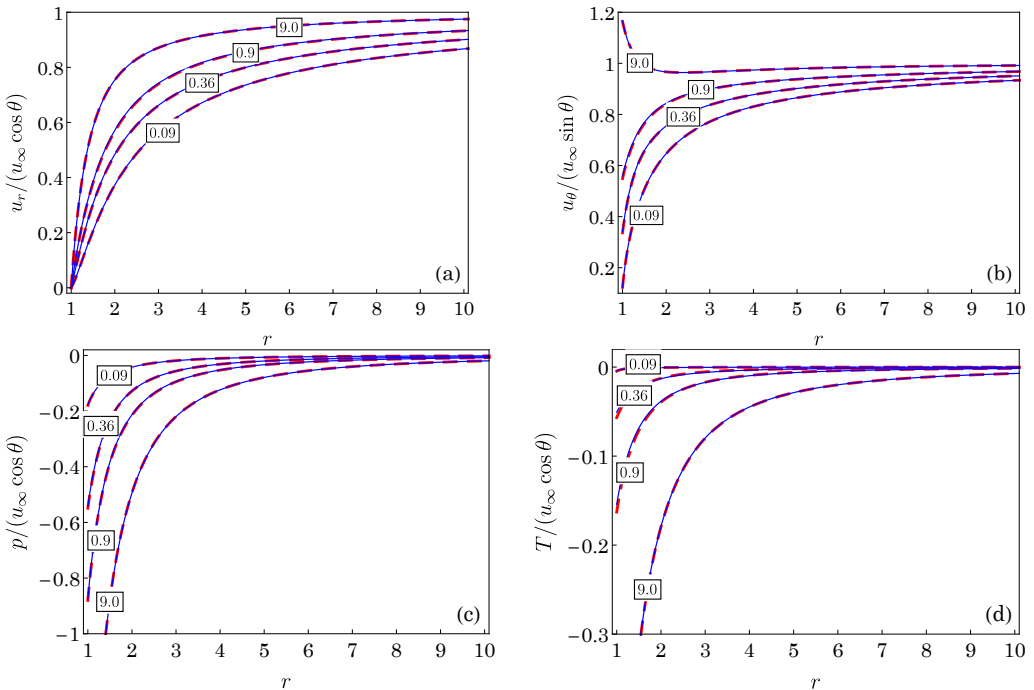 1
0.8
0.6
0.4
0.2
0
u_r/(u_∞ cos θ)
9.0
0.9
0.36
0.09
(a)
1 2 3 4 5 6 7 8 9 10
r
1.2
1
0.8
0.6
0.4
0.2
u_θ/(u_∞ sin θ)
9.0
0.9
0.36
0.09
(b)
1 2 3 4 5 6 7 8 9 10
r
0
−0.2
−0.4
−0.6
−0.8
−1
p/(u_∞ cos θ)
0.09
0.36
0.9
9.0
(c)
1 2 3 4 5 6 7 8 9 10
r
0
−0.1
−0.2
−0.3
T/(u_∞ cos θ)
0.09
0.36
0.9
9.0
(d)
1 2 3 4 5 6 7 8 9 10
r